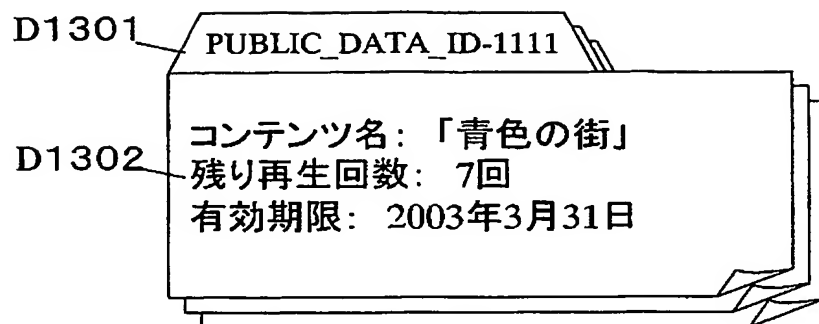 D1301
PUBLIC_DATA_ID-1111
コンテンツ名: 「青色の街」
D1302
残り再生回数: 7回
有効期限: 2003年3月31日